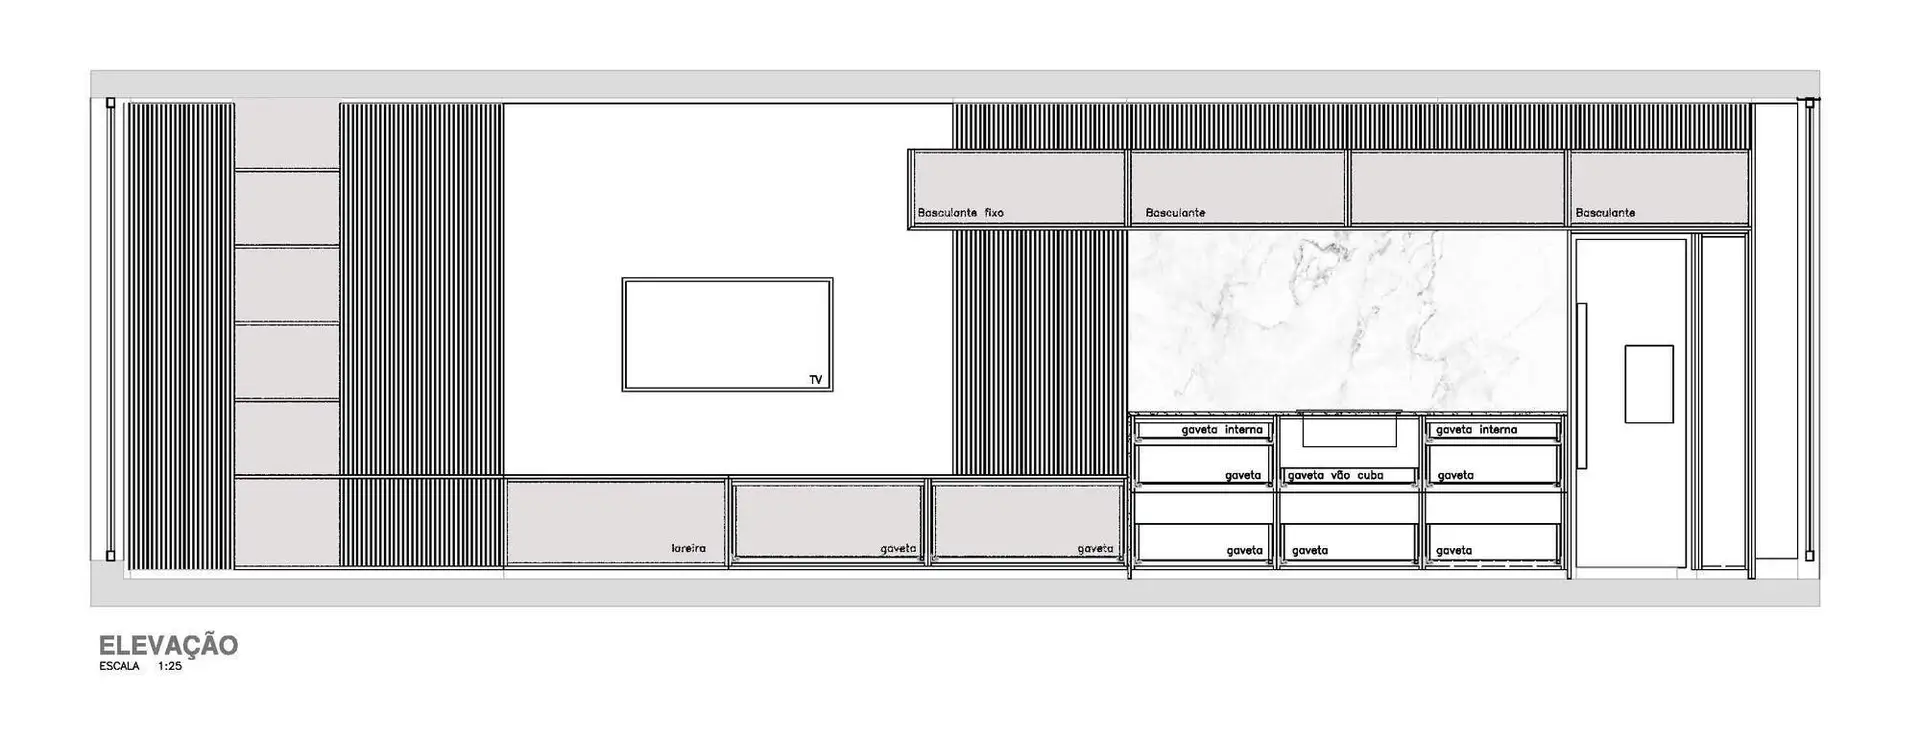 Basculante fixo
Basculante
Basculante
TV
gaveta interna
gaveta interna
gaveta
gaveta vão cuba
gaveta
lareira
gaveta
gaveta
gaveta
gaveta
gaveta
ELEVAÇÃO
ESCALA 1:25